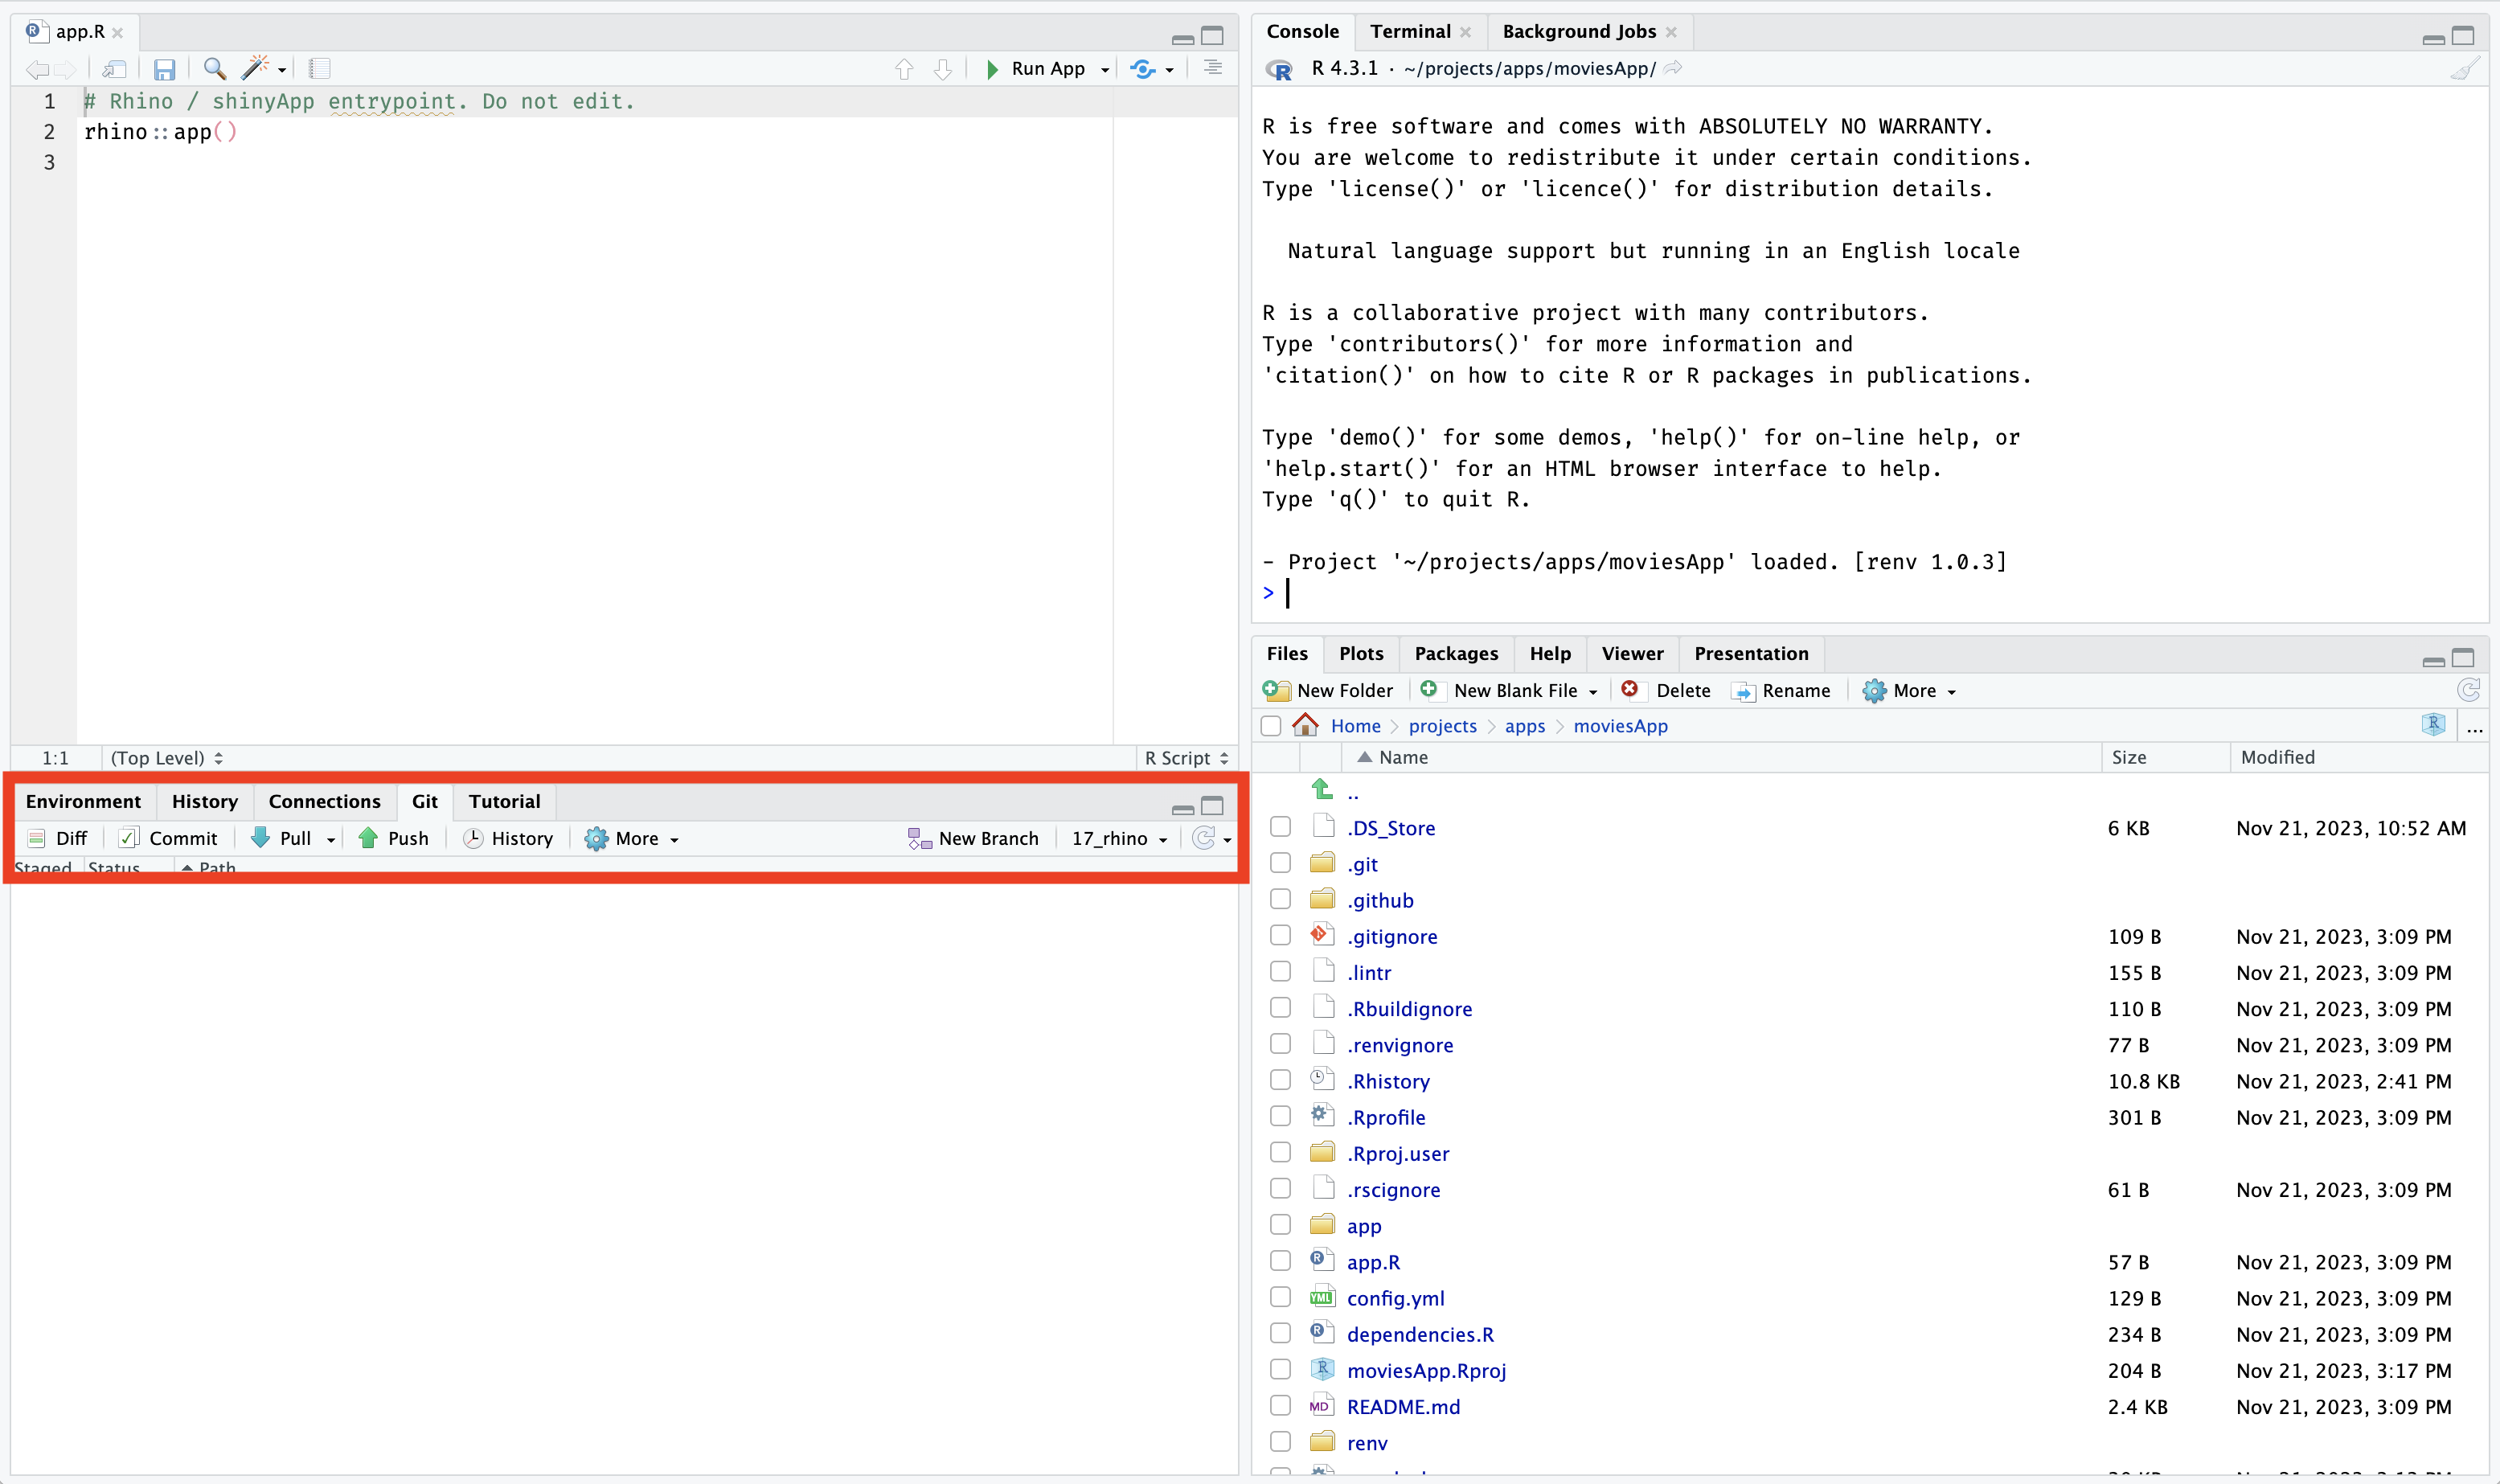 app.R
Run App
1 # Rhino / shinyApp entrypoint. Do not edit.
2 rhino::app()
3
1:1 (Top Level) R Script
Environment History Connections Git Tutorial
Diff Commit Pull Push History More New Branch 17_rhino
Staged Status Path
Console Terminal Background Jobs
R 4.3.1 · ~/projects/apps/moviesApp/
R is free software and comes with ABSOLUTELY NO WARRANTY.
You are welcome to redistribute it under certain conditions.
Type 'license()' or 'licence()' for distribution details.
Natural language support but running in an English locale
R is a collaborative project with many contributors.
Type 'contributors()' for more information and
'citation()' on how to cite R or R packages in publications.
Type 'demo()' for some demos, 'help()' for on-line help, or
'help.start()' for an HTML browser interface to help.
Type 'q()' to quit R.
- Project '~/projects/apps/moviesApp' loaded. [renv 1.0.3]
>
Files Plots Packages Help Viewer Presentation
New Folder New Blank File Delete Rename More
Home projects apps moviesApp ...
Name Size Modified
..
.DS_Store 6 KB Nov 21, 2023, 10:52 AM
.git
.github
.gitignore 109 B Nov 21, 2023, 3:09 PM
.lintr 155 B Nov 21, 2023, 3:09 PM
.Rbuildignore 110 B Nov 21, 2023, 3:09 PM
.renvignore 77 B Nov 21, 2023, 3:09 PM
.Rhistory 10.8 KB Nov 21, 2023, 2:41 PM
.Rprofile 301 B Nov 21, 2023, 3:09 PM
.Rproj.user
.rscignore 61 B Nov 21, 2023, 3:09 PM
app
app.R 57 B Nov 21, 2023, 3:09 PM
config.yml 129 B Nov 21, 2023, 3:09 PM
dependencies.R 234 B Nov 21, 2023, 3:09 PM
moviesApp.Rproj 204 B Nov 21, 2023, 3:17 PM
README.md 2.4 KB Nov 21, 2023, 3:09 PM
renv